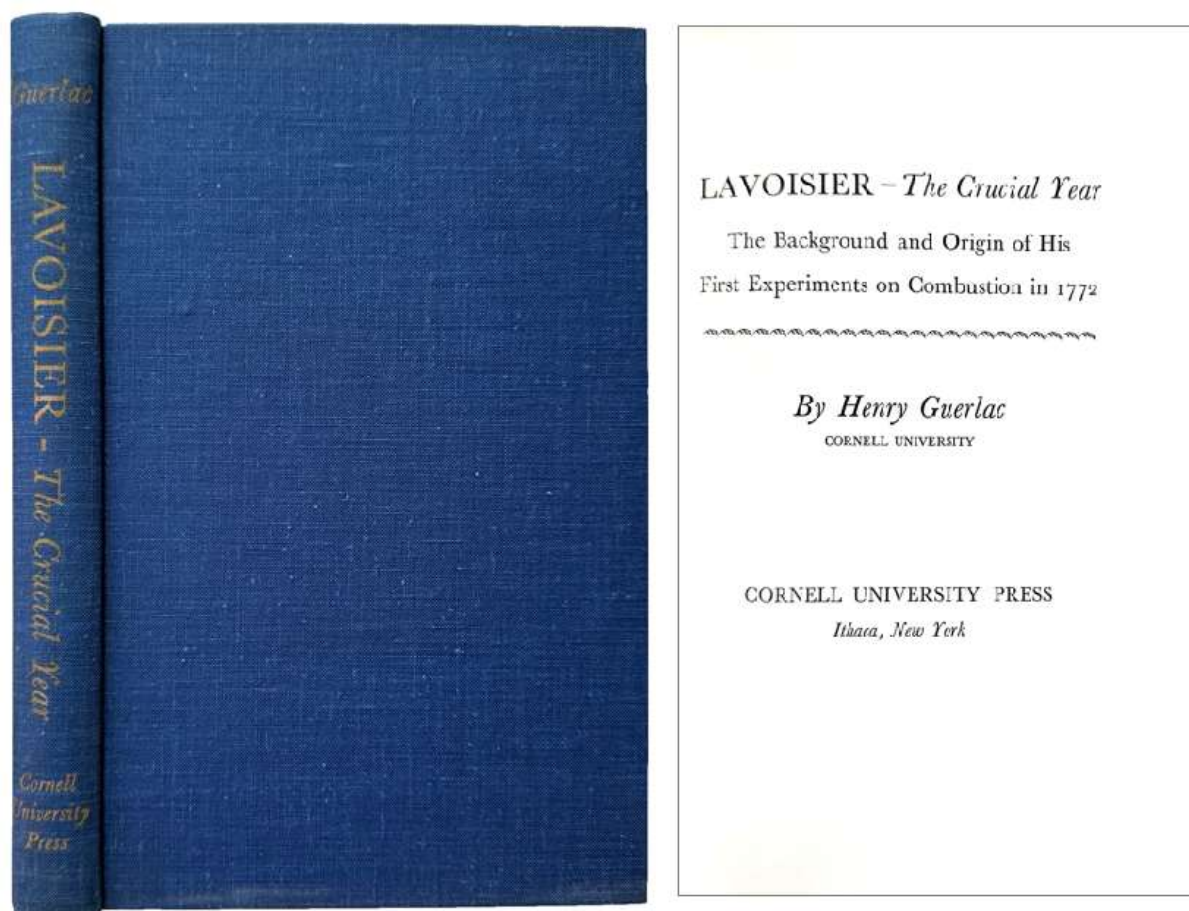 Guerlac
LAVOISIER - The Crucial Year
Cornell
University
Press
LAVOISIER – The Crucial Year
The Background and Origin of His
First Experiments on Combustion in 1772
By Henry Guerlac
CORNELL UNIVERSITY
CORNELL UNIVERSITY PRESS
Ithaca, New York